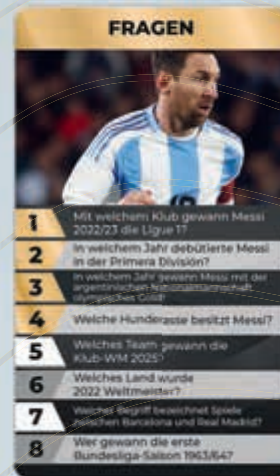 FRAGEN
1
Mit welchem Klub gewann Messi
2022/23 die Ligue 1?
2
In welchem Jahr debütierte Messi
in der Primera División?
3
In welchem Jahr gewann Messi mit der
argentinischen Nationalmannschaft
olympisches Gold?
4
Welche Hunderasse besitzt Messi?
5
Welches Team gewann die
Klub-WM 2025?
6
Welches Land wurde
2022 Weltmeister?
7
Welcher Begriff bezeichnet Spiele
zwischen Barcelona und Real Madrid?
8
Wer gewann die erste
Bundesliga-Saison 1963/64?